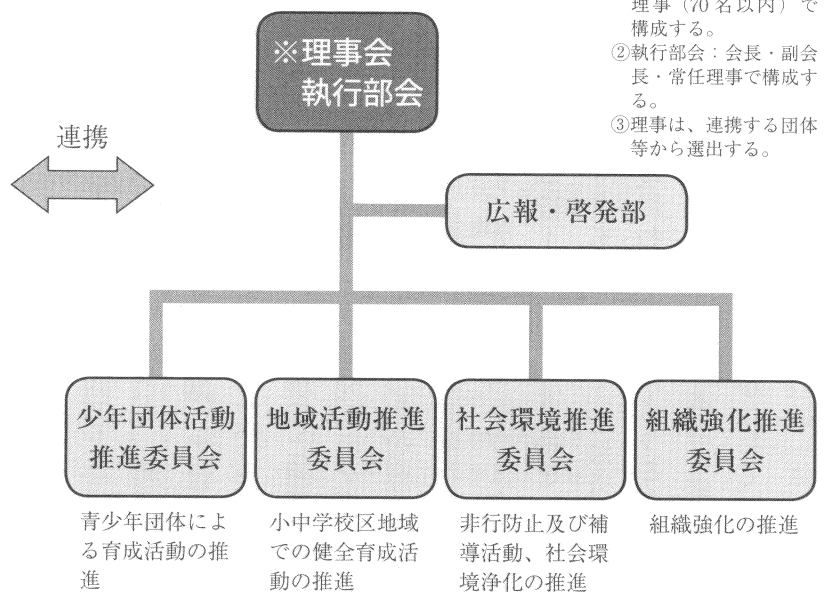 理事（70名以内）で
構成する。
②執行部会：会長・副会
長・常任理事で構成す
る。
③理事は、連携する団体
等から選出する。
※理事会
執行部会
連携
広報・啓発部
少年団体活動
推進委員会
地域活動推進
委員会
社会環境推進
委員会
組織強化推進
委員会
青少年団体によ
る育成活動の推
進
小中学校区地域
での健全育成活
動の推進
非行防止及び補
導活動、社会環
境浄化の推進
組織強化の推進